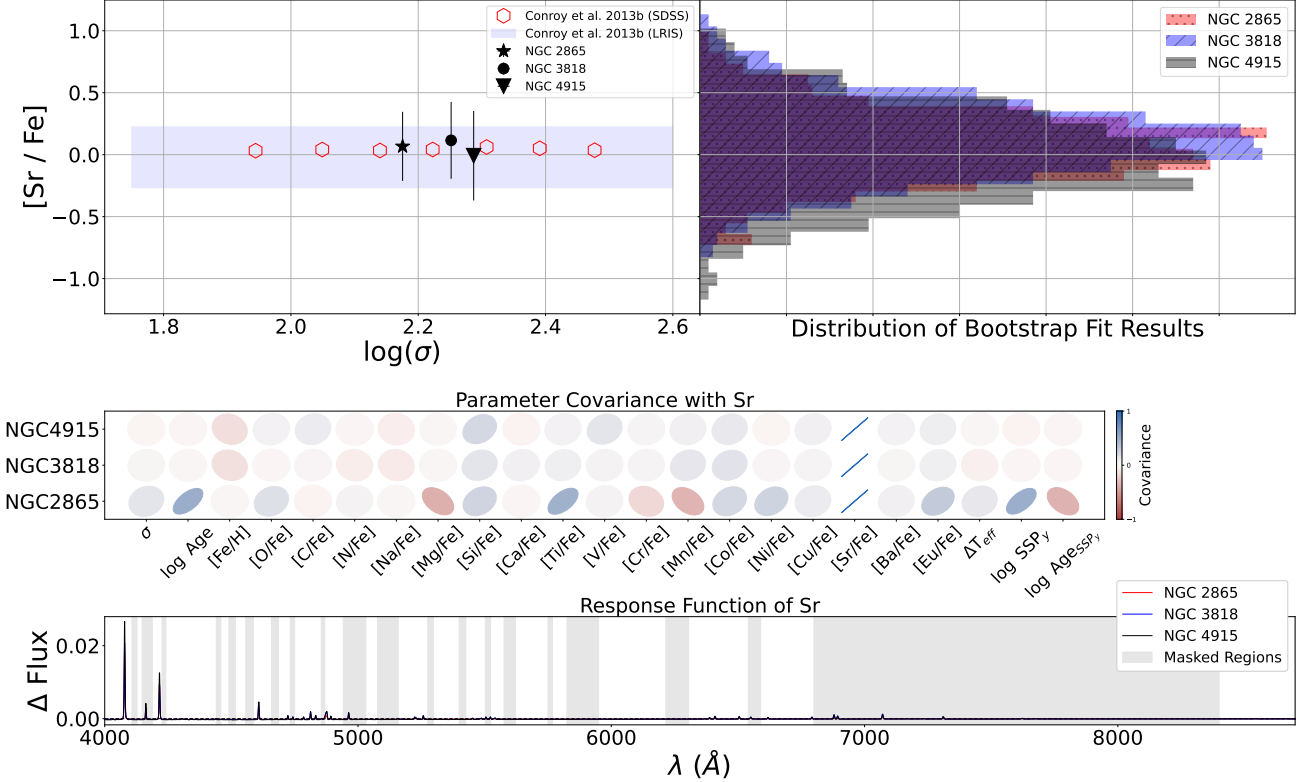 [Sr / Fe]
1.0
0.5
0.0
−0.5
−1.0
Conroy et al. 2013b (SDSS)
Conroy et al. 2013b (LRIS)
NGC 2865
NGC 3818
NGC 4915
1.8
2.0
2.2
2.4
2.6
log(σ)
NGC 2865
NGC 3818
NGC 4915
Distribution of Bootstrap Fit Results
Parameter Covariance with Sr
NGC4915
NGC3818
NGC2865
σ
log Age
[Fe/H]
[O/Fe]
[C/Fe]
[N/Fe]
[Na/Fe]
[Mg/Fe]
[Si/Fe]
[Ca/Fe]
[Ti/Fe]
[V/Fe]
[Cr/Fe]
[Mn/Fe]
[Co/Fe]
[Ni/Fe]
[Cu/Fe]
[Sr/Fe]
[Ba/Fe]
[Eu/Fe]
ΔT_eff
log SSP_y
log Age_SSP_y
1
0
−1
Covariance
Response Function of Sr
Δ Flux
0.02
0.00
NGC 2865
NGC 3818
NGC 4915
Masked Regions
4000
5000
6000
7000
8000
λ (Å)